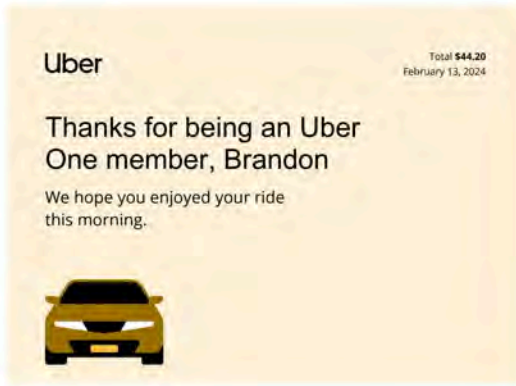 Uber
Total $44.20
February 13, 2024
Thanks for being an Uber
One member, Brandon
We hope you enjoyed your ride
this morning.